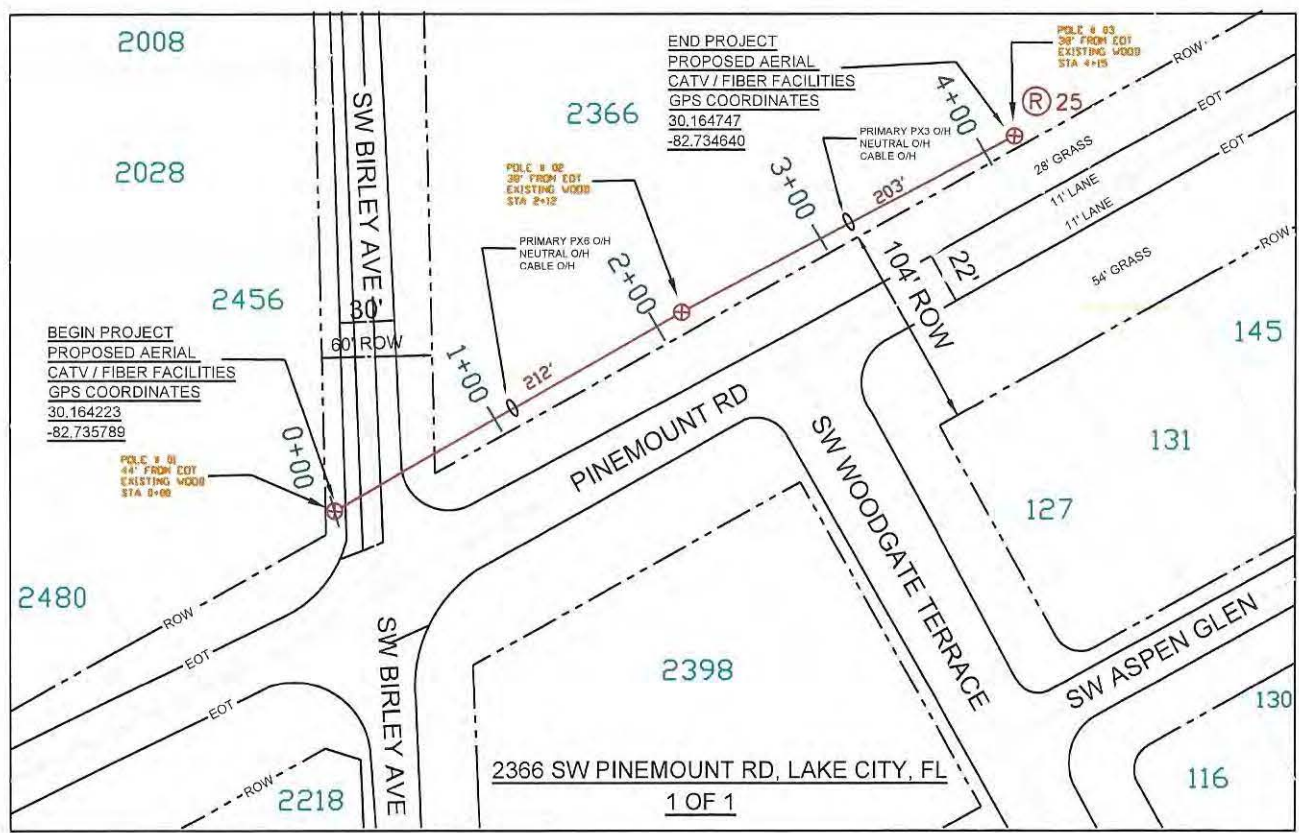 2008
2028
2456
2366
SW BIRLEY AVE
30'
60' ROW
BEGIN PROJECT
PROPOSED AERIAL
CATV / FIBER FACILITIES
GPS COORDINATES
30.164223
-82.735789
POLE # 01
44' FROM EOT
EXISTING WOOD
STA 0+00
0+00
1+00
212'
PRIMARY PX6 O/H
NEUTRAL O/H
CABLE O/H
POLE # 02
38' FROM EOT
EXISTING WOOD
STA 2+12
2+00
END PROJECT
PROPOSED AERIAL
CATV / FIBER FACILITIES
GPS COORDINATES
30.164747
-82.734640
PRIMARY PX3 O/H
NEUTRAL O/H
CABLE O/H
3+00
203'
4+00
POLE # 03
38' FROM EOT
EXISTING WOOD
STA 4+15
R 25
ROW
EOT
EOT
28' GRASS
11' LANE
11' LANE
54' GRASS
ROW
104' ROW
22'
PINEMOUNT RD
SW WOODGATE TERRACE
145
131
127
2480
ROW
EOT
EOT
ROW
2218
SW BIRLEY AVE
2398
SW ASPEN GLEN
130
116
2366 SW PINEMOUNT RD, LAKE CITY, FL
1 OF 1